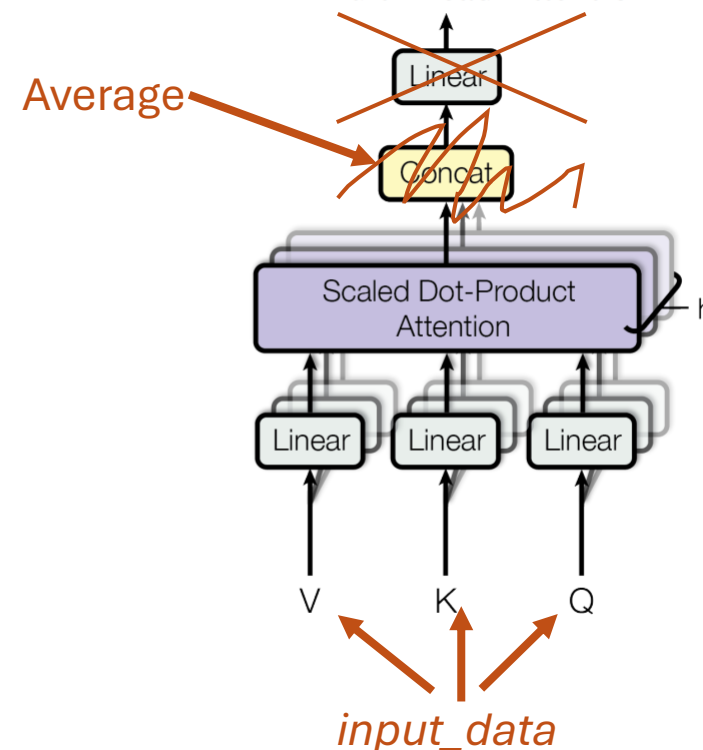 Linear
Average
Concat
Scaled Dot-Product
Attention
h
Linear
Linear
Linear
V
K
Q
input_data